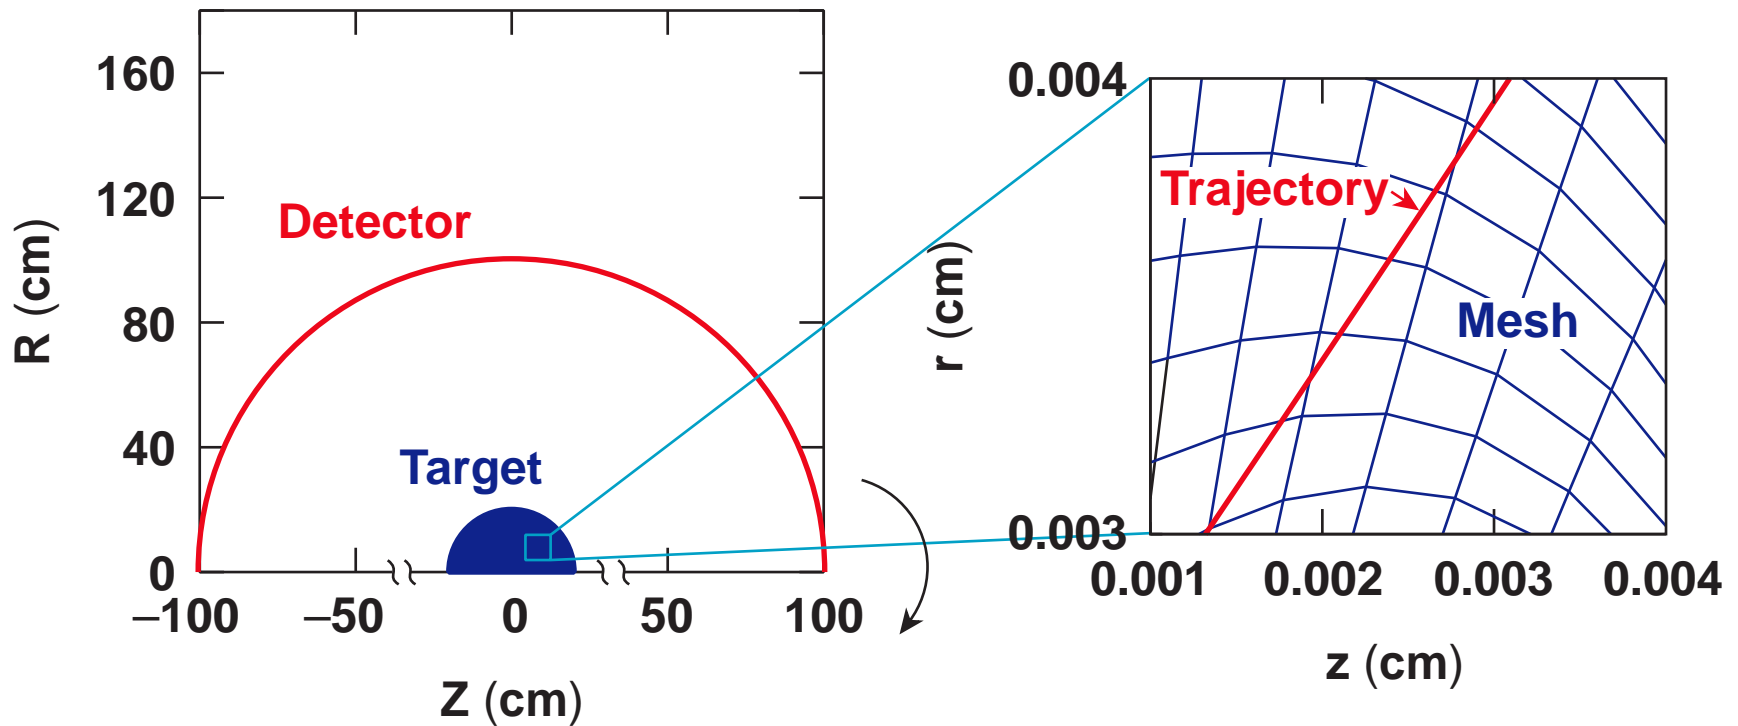 160
120
80
40
0
R (cm)
Detector
Target
–100
–50
0
50
100
Z (cm)
0.004
0.003
r (cm)
Trajectory
Mesh
0.001
0.002
0.003
0.004
z (cm)